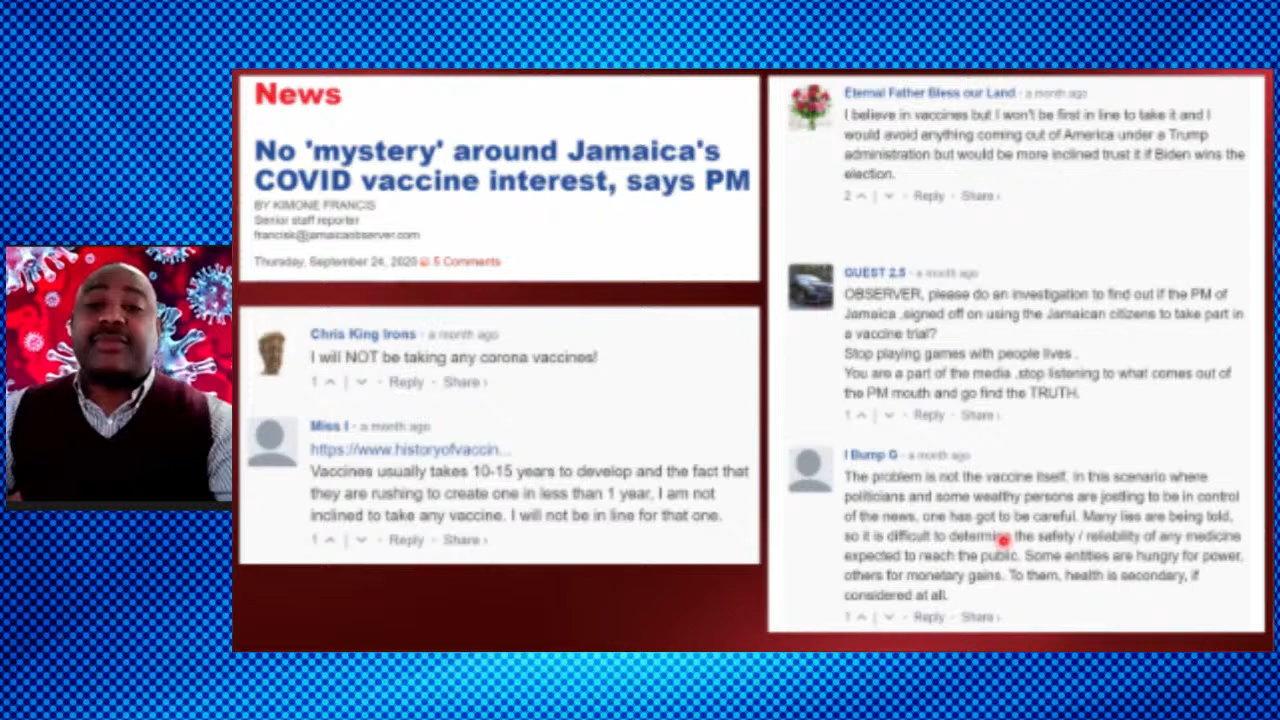 News
No 'mystery' around Jamaica's
COVID vaccine interest, says PM
BY KIMONE FRANCIS
Senior staff reporter
francisk@jamaicaobserver.com
Thursday, September 24, 2020 5 Comments
Chris King Irons · a month ago
I will NOT be taking any corona vaccines!
1 · Reply · Share ›
Miss I · a month ago
https://www.historyofvaccin...
Vaccines usually takes 10-15 years to develop and the fact that
they are rushing to create one in less than 1 year, I am not
inclined to take any vaccine. I will not be in line for that one.
1 · Reply · Share ›
Eternal Father Bless our Land · a month ago
I believe in vaccines but I won't be first in line to take it and I
would avoid anything coming out of America under a Trump
administration but would be more inclined trust it if Biden wins the
election.
2 · Reply · Share ›
GUEST 2.5 · a month ago
OBSERVER, please do an investigation to find out if the PM of
Jamaica ,signed off on using the Jamaican citizens to take part in
a vaccine trial?
Stop playing games with people lives .
You are a part of the media ,stop listening to what comes out of
the PM mouth and go find the TRUTH.
1 · Reply · Share ›
I Bump G · a month ago
The problem is not the vaccine itself. In this scenario where
politicians and some wealthy persons are jostling to be in control
of the news, one has got to be careful. Many lies are being told,
so it is difficult to determine the safety / reliability of any medicine
expected to reach the public. Some entities are hungry for power,
others for monetary gains. To them, health is secondary, if
considered at all.
1 · Reply · Share ›